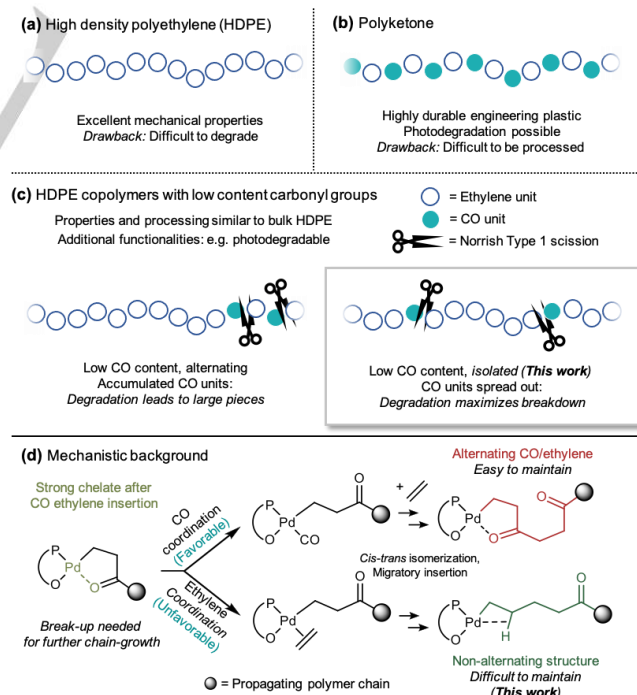 (a) High density polyethylene (HDPE)
Excellent mechanical properties
Drawback: Difficult to degrade
(b) Polyketone
Highly durable engineering plastic
Photodegradation possible
Drawback: Difficult to be processed
(c) HDPE copolymers with low content carbonyl groups
Properties and processing similar to bulk HDPE
Additional functionalities: e.g. photodegradable
= Ethylene unit
= CO unit
= Norrish Type 1 scission
Low CO content, alternating
Accumulated CO units:
Degradation leads to large pieces
Low CO content, isolated (This work)
CO units spread out:
Degradation maximizes breakdown
(d) Mechanistic background
Strong chelate after
CO ethylene insertion
P
Pd
O
O
Break-up needed
for further chain-growth
CO
coordination
(Favorable)
Ethylene
Coordination
(Unfavorable)
P
Pd
O
CO
O
+
Cis-trans isomerization,
Migratory insertion
P
Pd
O
O
Alternating CO/ethylene
Easy to maintain
P
Pd
O
O
O
P
Pd
O
H
O
Non-alternating structure
Difficult to maintain
(This work)
= Propagating polymer chain